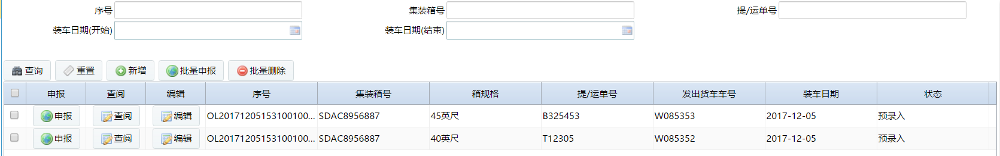 序号 集装箱号 提/运单号
装车日期(开始) 装车日期(结束)
查询 重置 新增 批量申报 批量删除
申报 查阅 编辑 序号 集装箱号 箱规格 提/运单号 发出货车车号 装车日期 状态
申报 查阅 编辑 OL20171205153100100... SDAC8956887 45英尺 B325453 W085353 2017-12-05 预录入
申报 查阅 编辑 OL20171205153100100... SDAC8956887 40英尺 T12305 W085352 2017-12-05 预录入